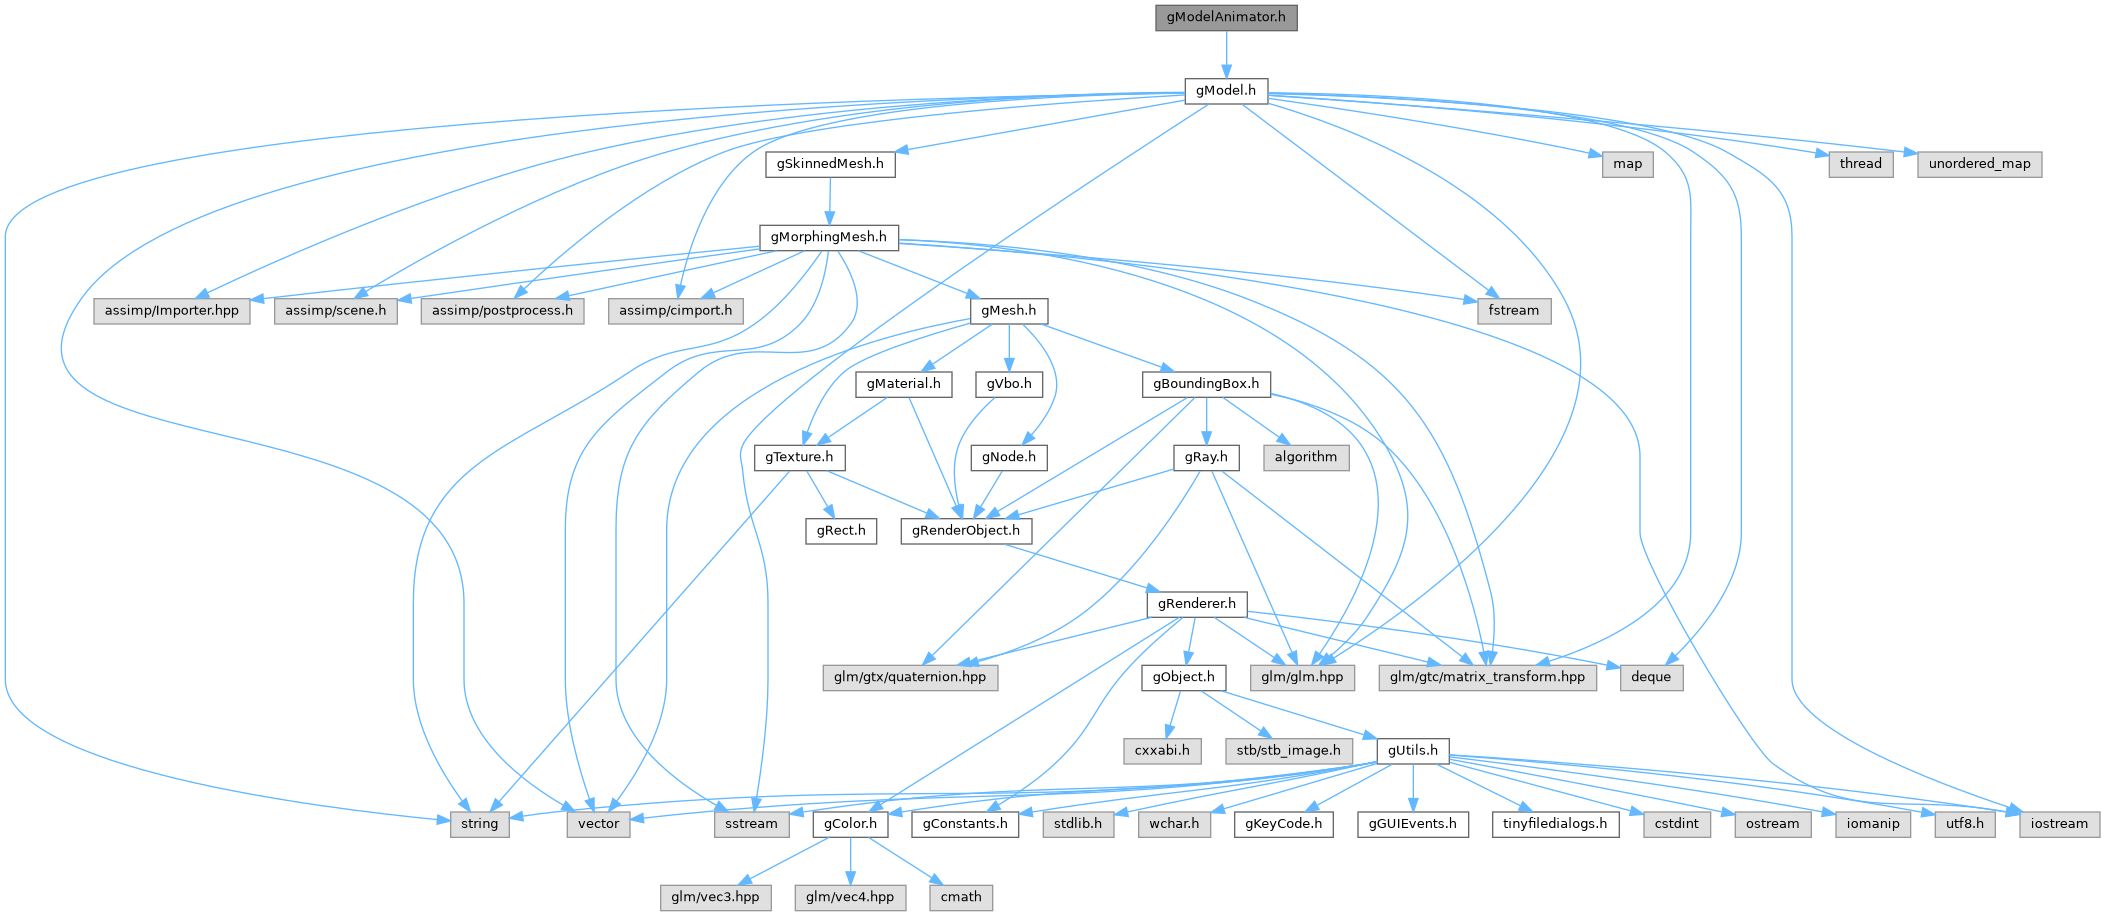 gModelAnimator.h
gModel.h
gSkinnedMesh.h
map
thread
unordered_map
gMorphingMesh.h
assimp/Importer.hpp
assimp/scene.h
assimp/postprocess.h
assimp/cimport.h
gMesh.h
fstream
gMaterial.h
gVbo.h
gBoundingBox.h
gTexture.h
gNode.h
gRay.h
algorithm
gRect.h
gRenderObject.h
gRenderer.h
glm/gtx/quaternion.hpp
gObject.h
glm/glm.hpp
glm/gtc/matrix_transform.hpp
deque
cxxabi.h
stb/stb_image.h
gUtils.h
string
vector
sstream
gColor.h
gConstants.h
stdlib.h
wchar.h
gKeyCode.h
gGUIEvents.h
tinyfiledialogs.h
cstdint
ostream
iomanip
utf8.h
iostream
glm/vec3.hpp
glm/vec4.hpp
cmath